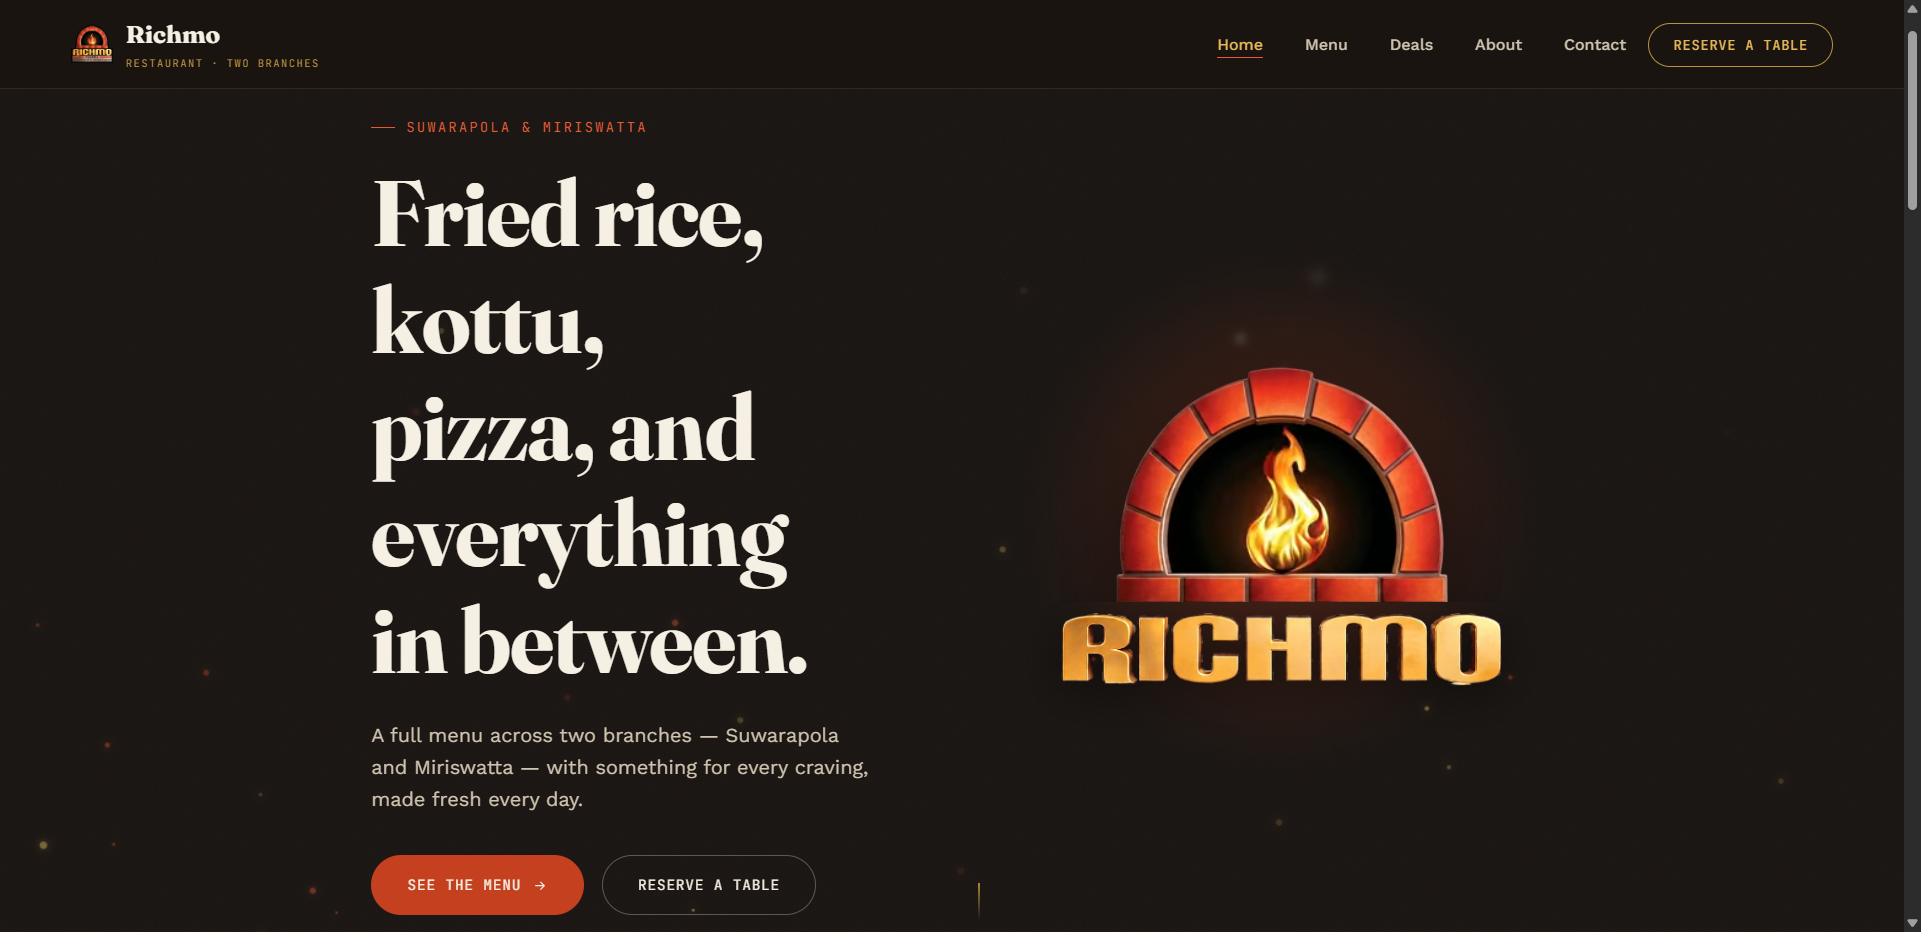 RICHMO
Richmo
RESTAURANT · TWO BRANCHES
Home
Menu
Deals
About
Contact
RESERVE A TABLE
SUWARAPOLA & MIRISWATTA
Fried rice,
kottu,
pizza, and
everything
in between.
A full menu across two branches — Suwarapola
and Miriswatta — with something for every craving,
made fresh every day.
SEE THE MENU →
RESERVE A TABLE
RICHMO